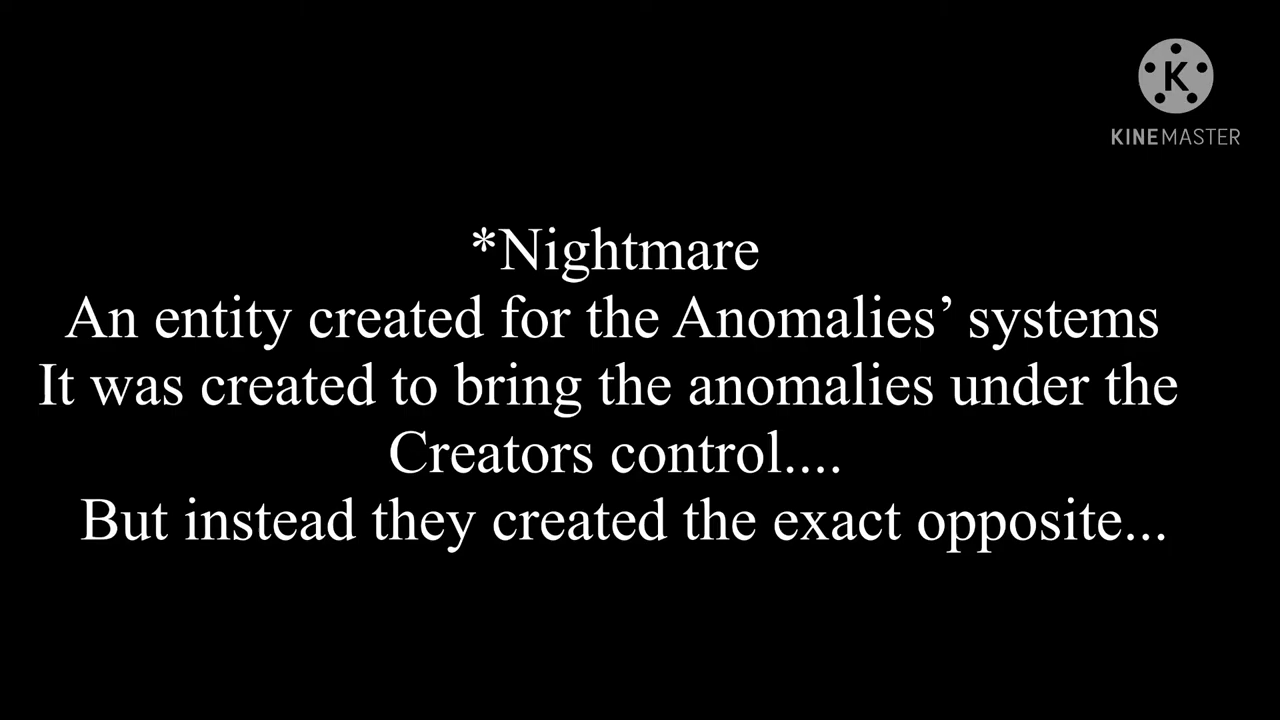 K
KINEMASTER
*Nightmare
An entity created for the Anomalies’ systems
It was created to bring the anomalies under the
Creators control....
But instead they created the exact opposite...